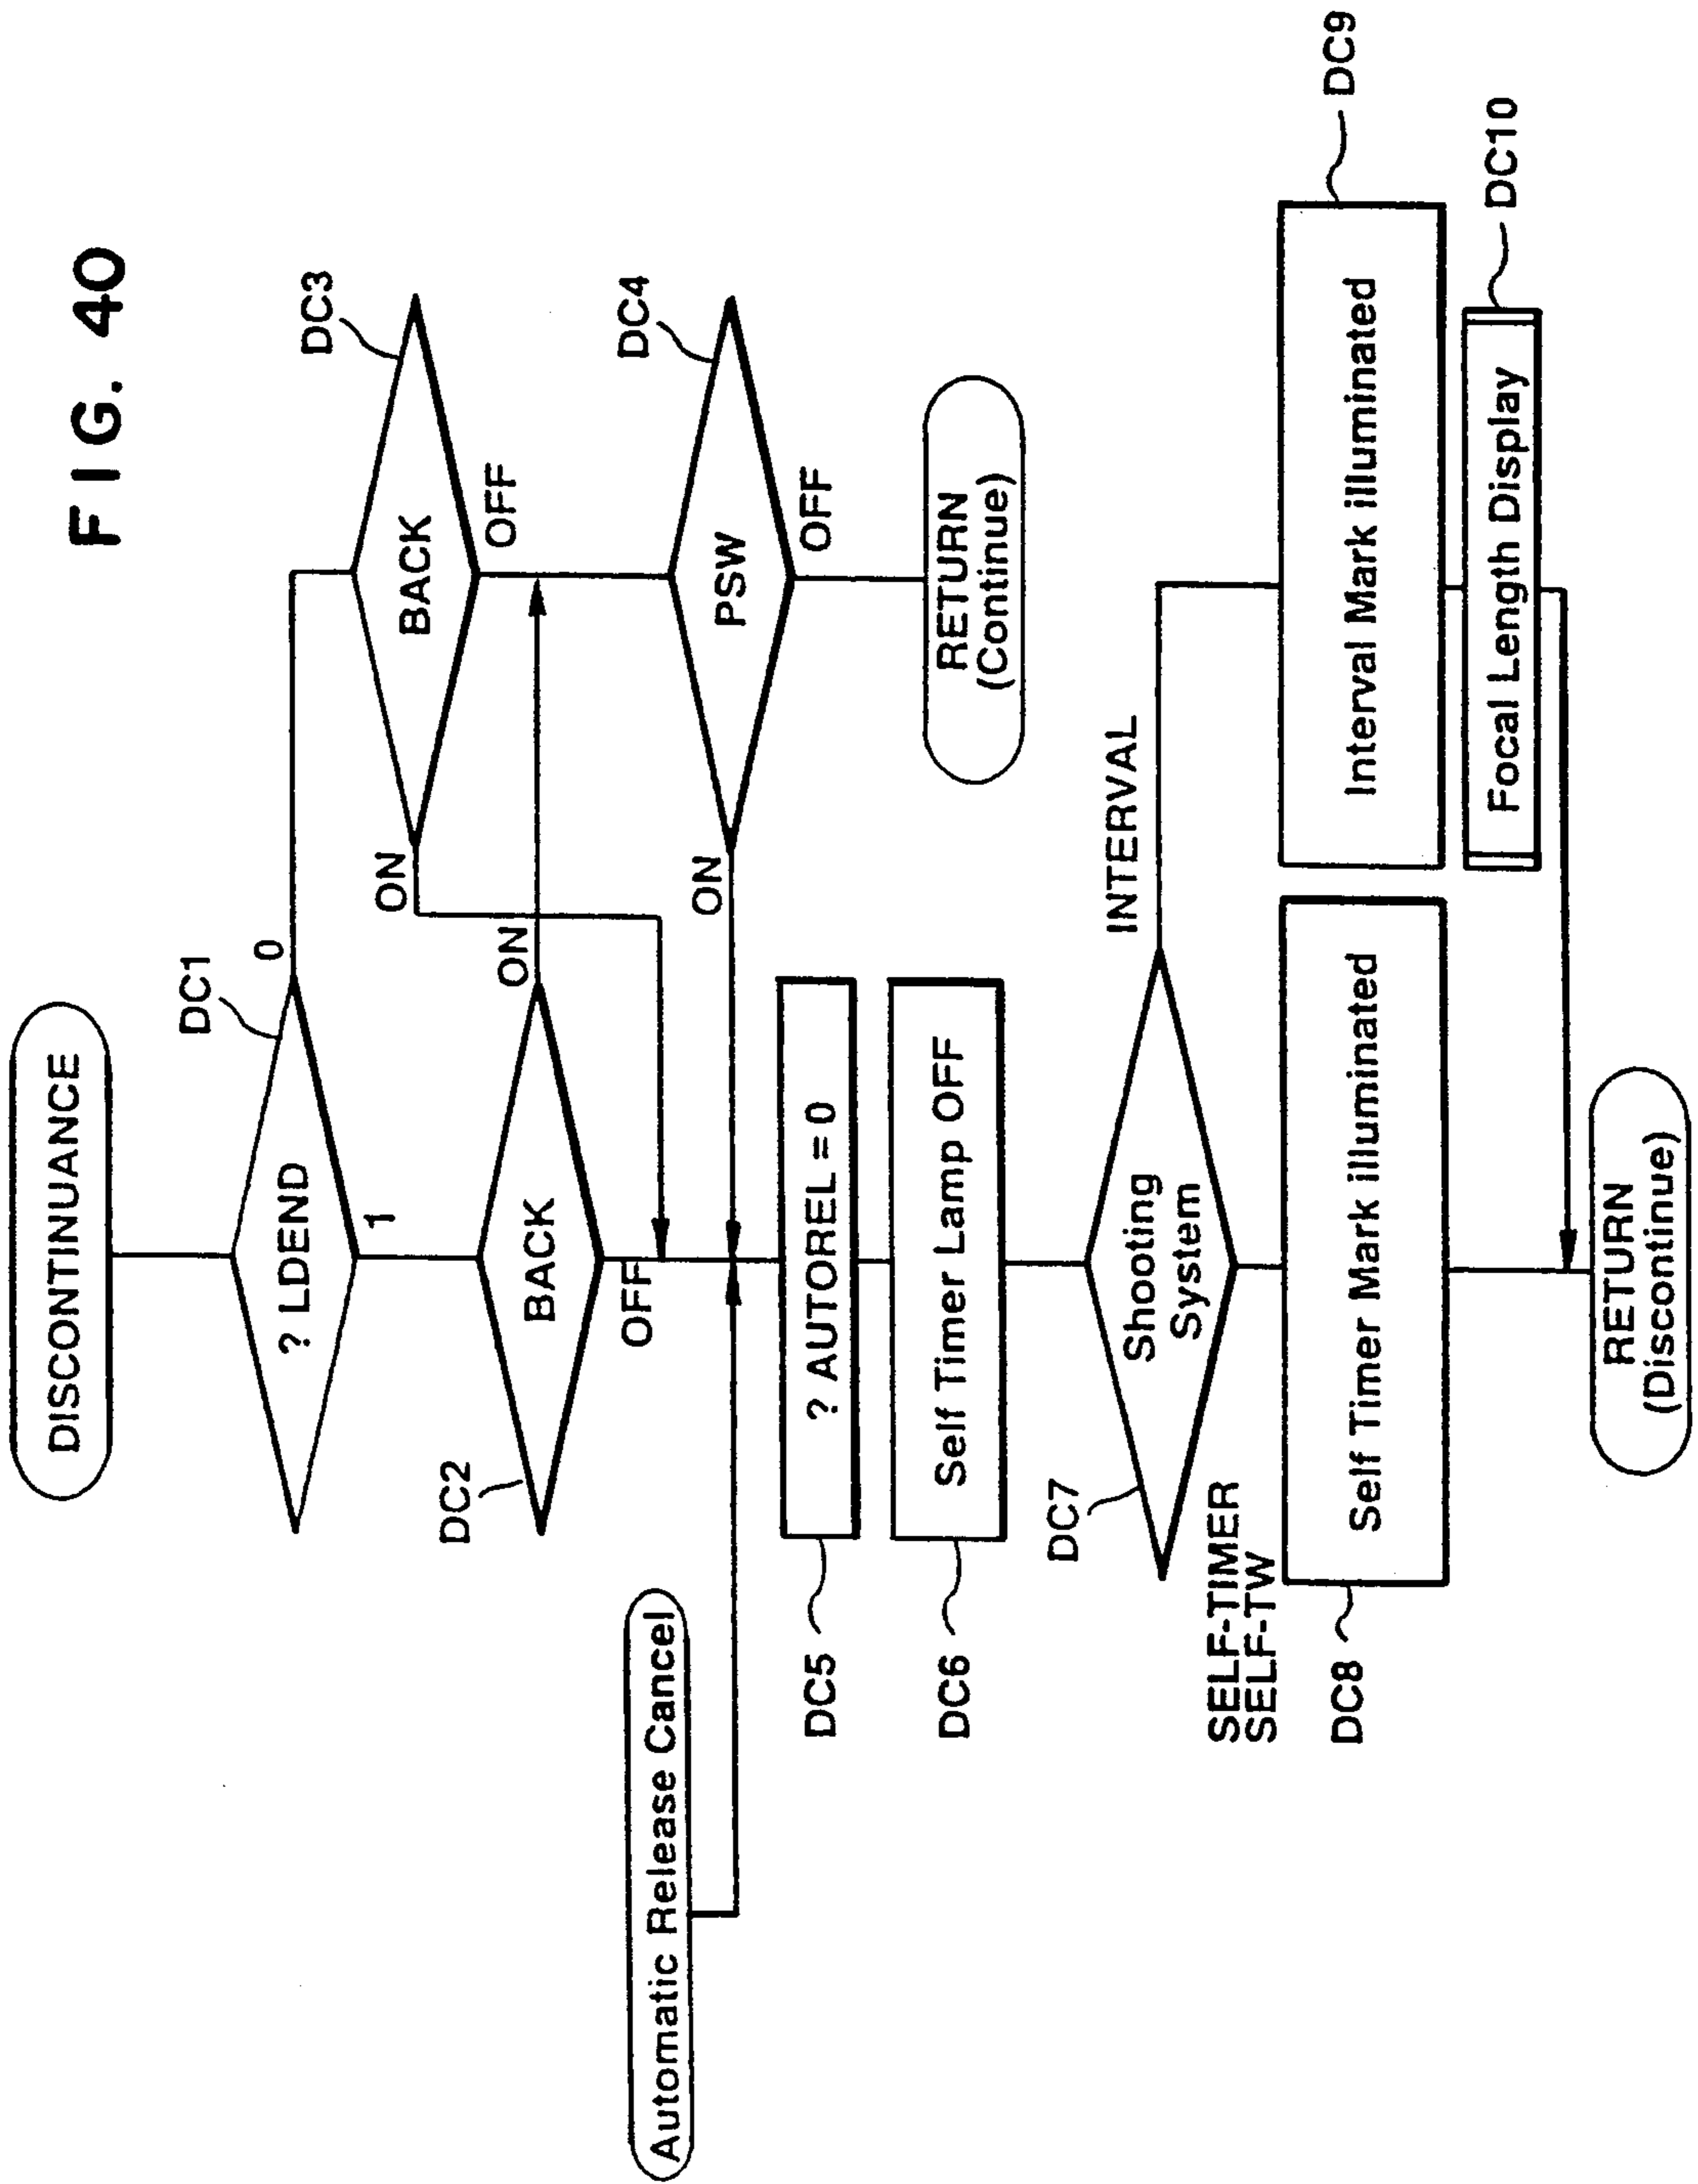 FIG. 40
DISCONTINUANCE
DC1
? LDEND
0
1
DC3
BACK
ON
OFF
DC2
BACK
ON
OFF
DC4
PSW
ON
OFF
RETURN
(Continue)
Automatic Release Cancel
DC5
? AUTOREL = 0
DC6
Self Timer Lamp OFF
DC7
Shooting
System
INTERVAL
SELF-TIMER
SELF-TW
DC8
Self Timer Mark illuminated
DC9
Interval Mark illuminated
DC10
Focal Length Display
RETURN
(Discontinue)